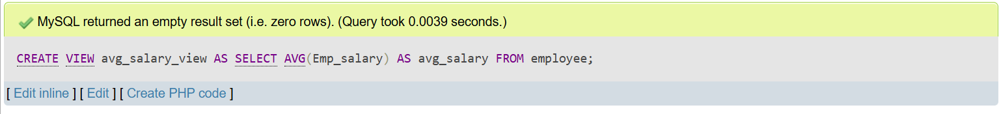 MySQL returned an empty result set (i.e. zero rows). (Query took 0.0039 seconds.)
CREATE VIEW avg_salary_view AS SELECT AVG(Emp_salary) AS avg_salary FROM employee;
[ Edit inline ] [ Edit ] [ Create PHP code ]